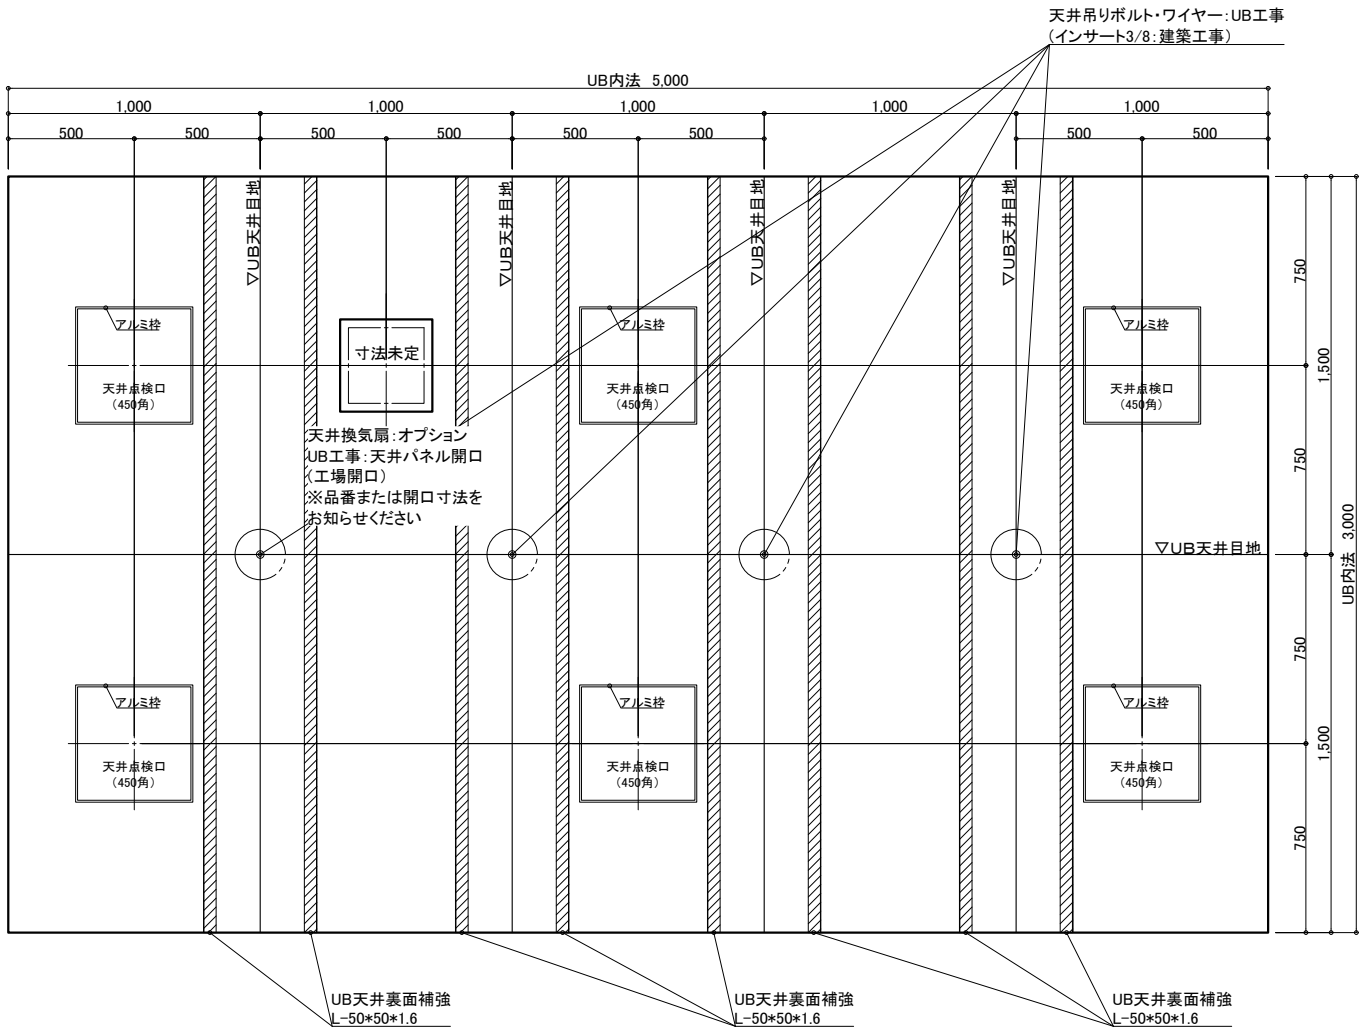 天井吊りボルト・ワイヤー：UB工事
（インサート3/8：建築工事）
UB内法 5,000
1,000
1,000
1,000
1,000
1,000
500
500
500
500
500
500
500
500
▽UB天井目地
▽UB天井目地
▽UB天井目地
▽UB天井目地
アルミ枠
天井点検口
（450角）
寸法未定
アルミ枠
天井点検口
（450角）
アルミ枠
天井点検口
（450角）
天井換気扇：オプション
UB工事：天井パネル開口
（工場開口）
※品番または開口寸法を
お知らせください
▽UB天井目地
750
750
1,500
UB内法 3,000
750
750
1,500
アルミ枠
天井点検口
（450角）
アルミ枠
天井点検口
（450角）
アルミ枠
天井点検口
（450角）
UB天井裏面補強
L-50*50*1.6
UB天井裏面補強
L-50*50*1.6
UB天井裏面補強
L-50*50*1.6